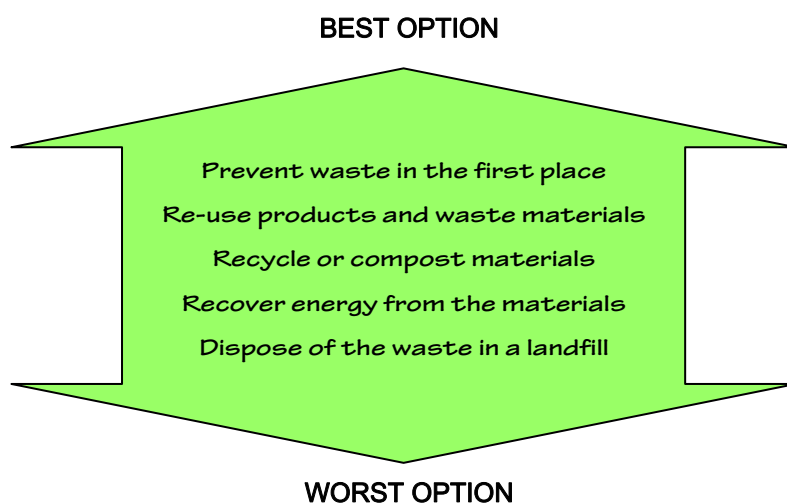 BEST OPTION
Prevent waste in the first place
Re-use products and waste materials
Recycle or compost materials
Recover energy from the materials
Dispose of the waste in a landfill
WORST OPTION